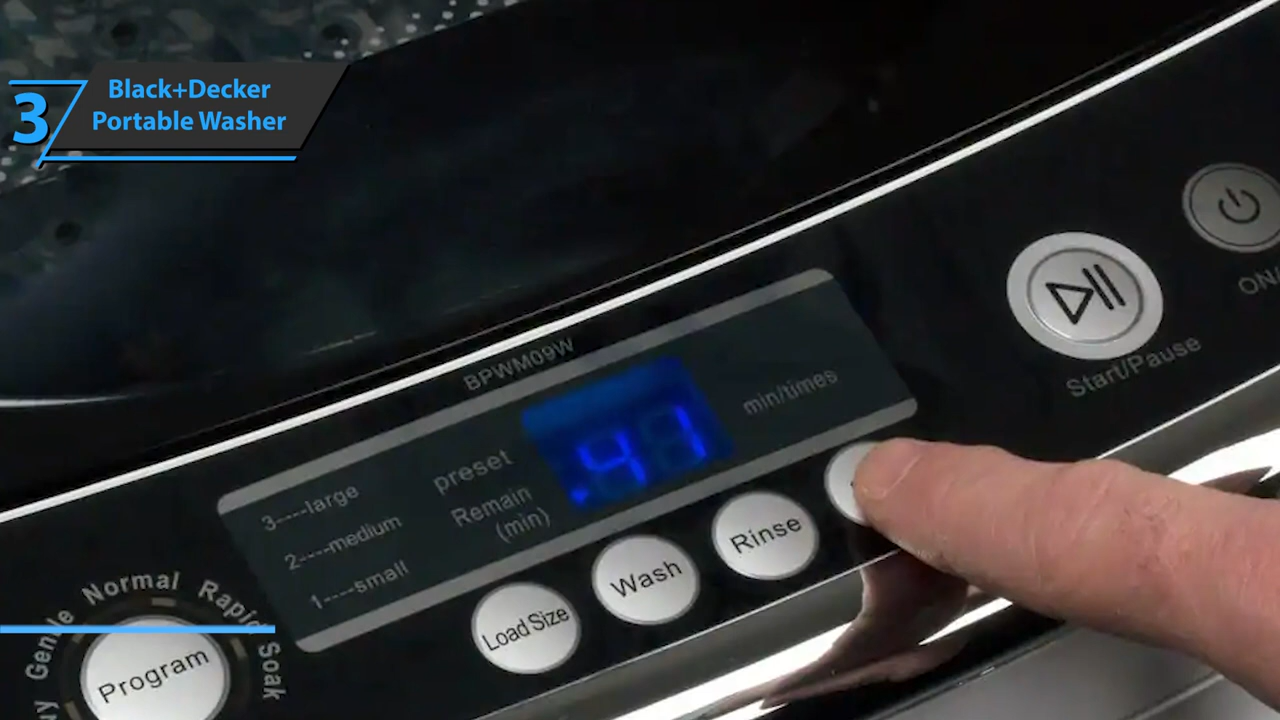 3
Black+Decker
Portable Washer
BPWM09W
3----large
2----medium
1----small
preset
Remain
(min)
41
min/times
Start/Pause
Load Size
Wash
Rinse
Gentle
Normal
Rapid
Soak
Program